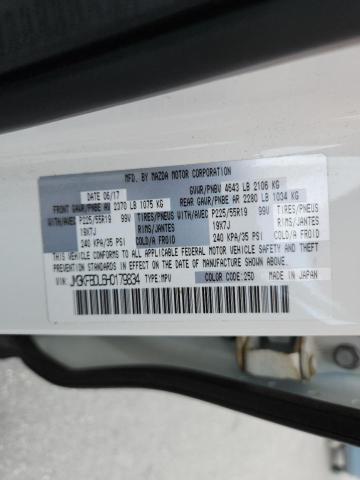 MFD. BY MAZDA MOTOR CORPORATION
DATE 06/17 GVWR/PNBV 4643 LB 2106 KG
FRONT GAWR/PNBE AV 2370 LB 1075 KG REAR GAWR/PNBE AR 2280 LB 1034 KG
WITH/AVEC P225/55R19 99V TIRES/PNEUS WITH/AVEC P225/55R19 99V TIRES/PNEUS
19X7J RIMS/JANTES 19X7J RIMS/JANTES
240 KPA/35 PSI COLD/A FROID 240 KPA/35 PSI COLD/A FROID
THIS VEHICLE CONFORMS TO ALL APPLICABLE FEDERAL MOTOR VEHICLE SAFETY, BUMPER,
AND THEFT PREVENTION STANDARDS IN EFFECT ON THE DATE OF MANUFACTURE SHOWN ABOVE.
JM3KFBDL6H0179834 TYPE: MPV COLOR CODE: 25D MADE IN JAPAN